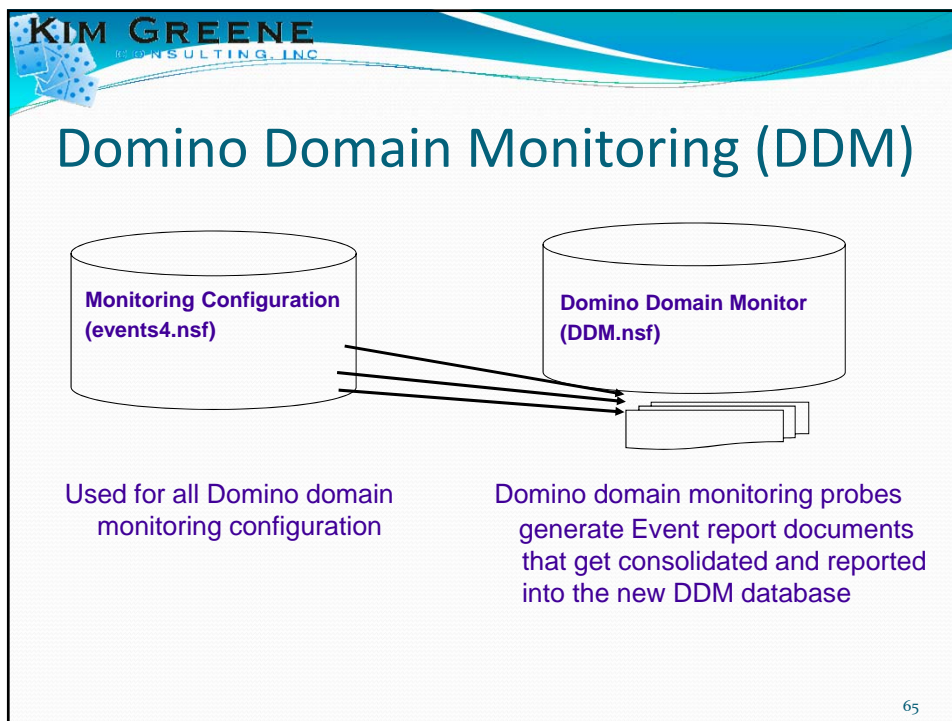 KIM GREENE
CONSULTING, INC
Domino Domain Monitoring (DDM)
Monitoring Configuration
(events4.nsf)
Domino Domain Monitor
(DDM.nsf)
Used for all Domino domain
monitoring configuration
Domino domain monitoring probes
generate Event report documents
that get consolidated and reported
into the new DDM database
65